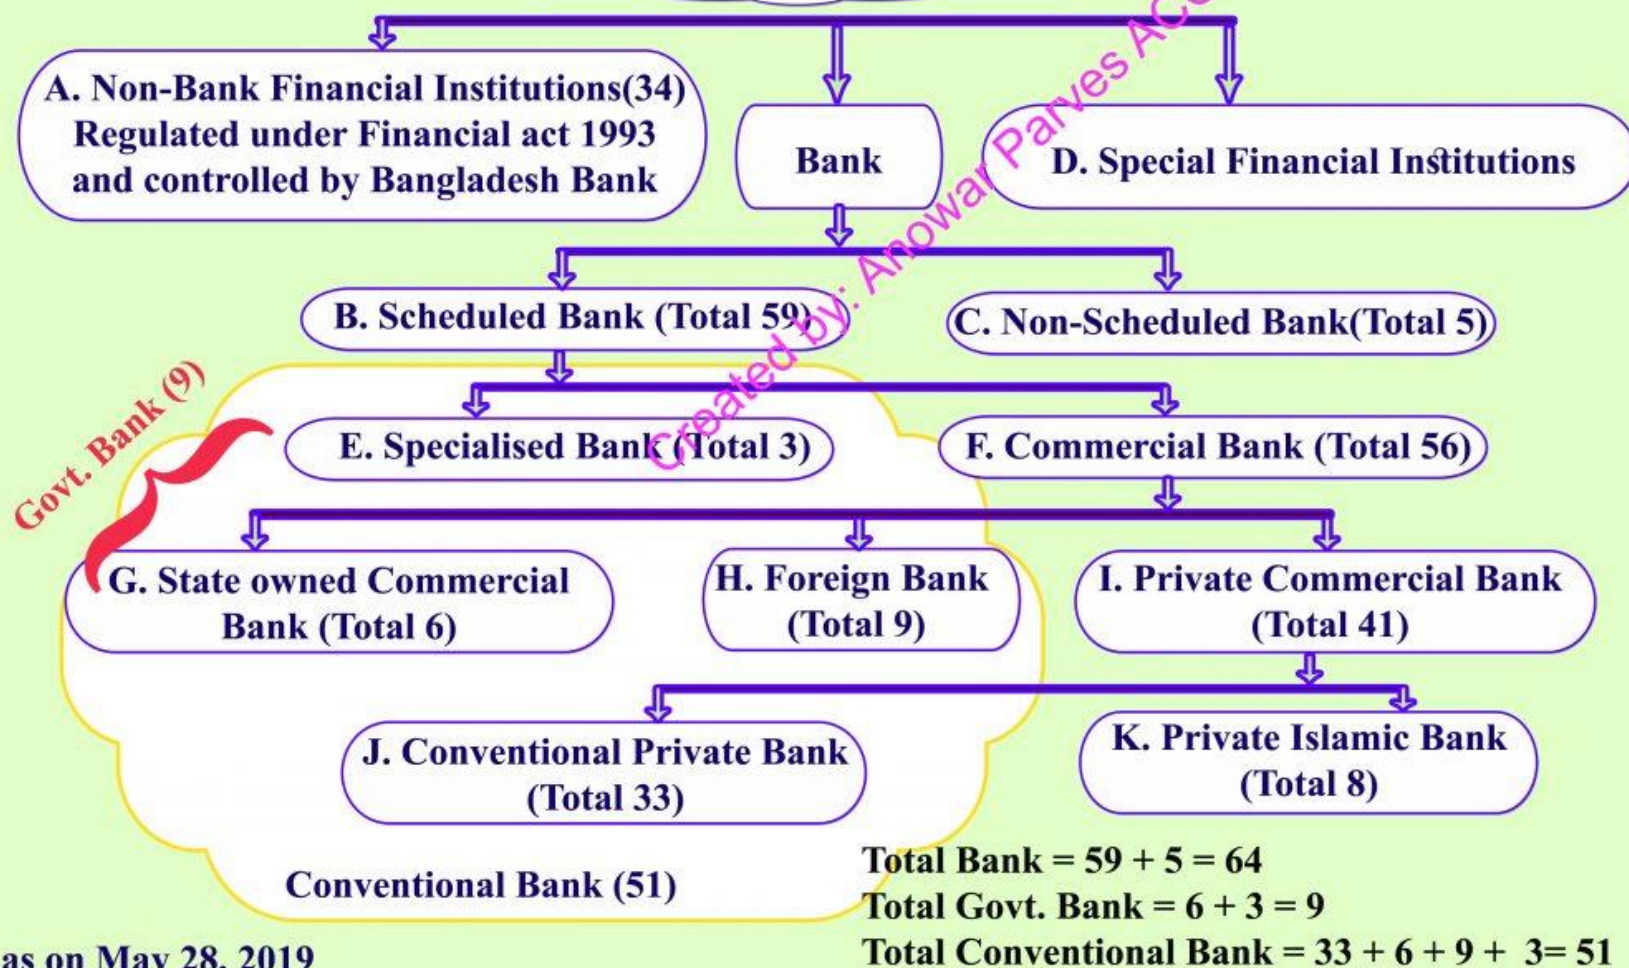 A. Non-Bank Financial Institutions(34)
Regulated under Financial act 1993
and controlled by Bangladesh Bank
Bank
D. Special Financial Institutions
B. Scheduled Bank (Total 59)
C. Non-Scheduled Bank(Total 5)
Govt. Bank (9)
E. Specialised Bank (Total 3)
F. Commercial Bank (Total 56)
G. State owned Commercial
Bank (Total 6)
H. Foreign Bank
(Total 9)
I. Private Commercial Bank
(Total 41)
J. Conventional Private Bank
(Total 33)
K. Private Islamic Bank
(Total 8)
Conventional Bank (51)
Total Bank = 59 + 5 = 64
Total Govt. Bank = 6 + 3 = 9
Total Conventional Bank = 33 + 6 + 9 + 3= 51
as on May 28, 2019
Created by: Anowar Parves